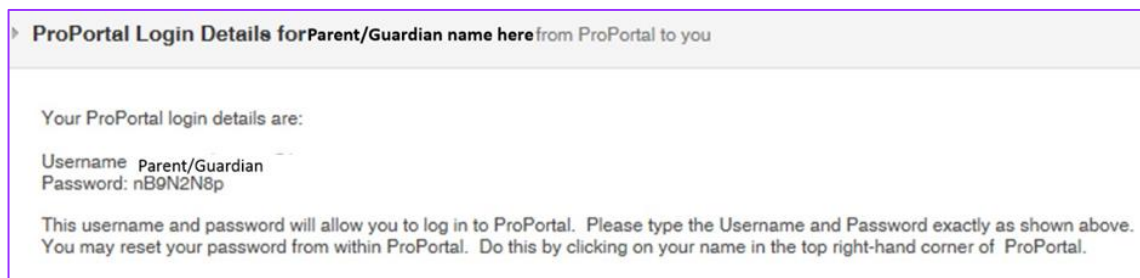 ProPortal Login Details for Parent/Guardian name here from ProPortal to you
Your ProPortal login details are:
Username Parent/Guardian
Password: nB9N2N8p
This username and password will allow you to log in to ProPortal. Please type the Username and Password exactly as shown above.
You may reset your password from within ProPortal. Do this by clicking on your name in the top right-hand corner of ProPortal.